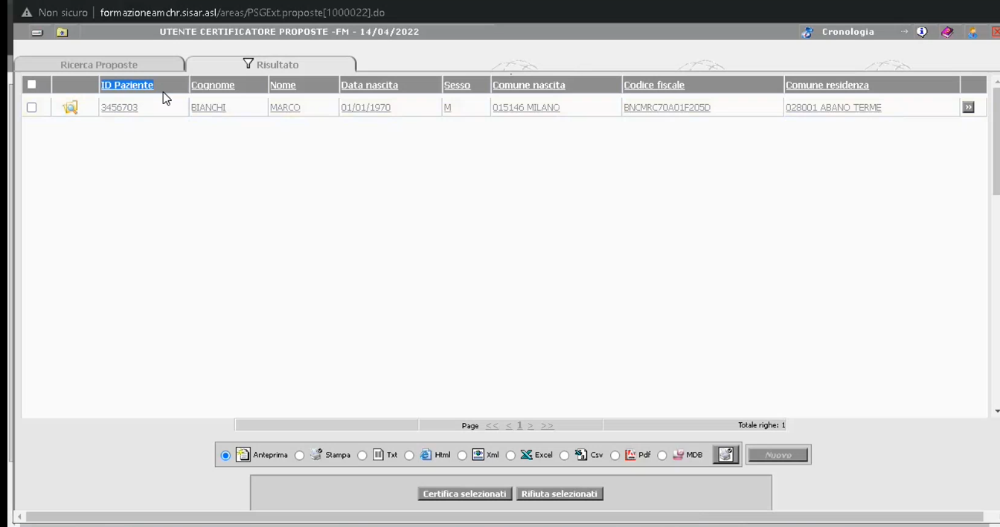 Non sicuro formazioneamchr.sisar.asl/areas/PSGExt.proposte[1000022].do
UTENTE CERTIFICATORE PROPOSTE -FM - 14/04/2022 Cronologia
Ricerca Proposte Risultato
ID Paziente Cognome Nome Data nascita Sesso Comune nascita Codice fiscale Comune residenza
3456703 BIANCHI MARCO 01/01/1970 M 015146 MILANO BNCMRC70A01F205D 028001 ABANO TERME »
Page << < 1 > >> Totale righe: 1
Anteprima Stampa Txt Html Xml Excel Csv Pdf MDB Nuovo
Certifica selezionati Rifiuta selezionati